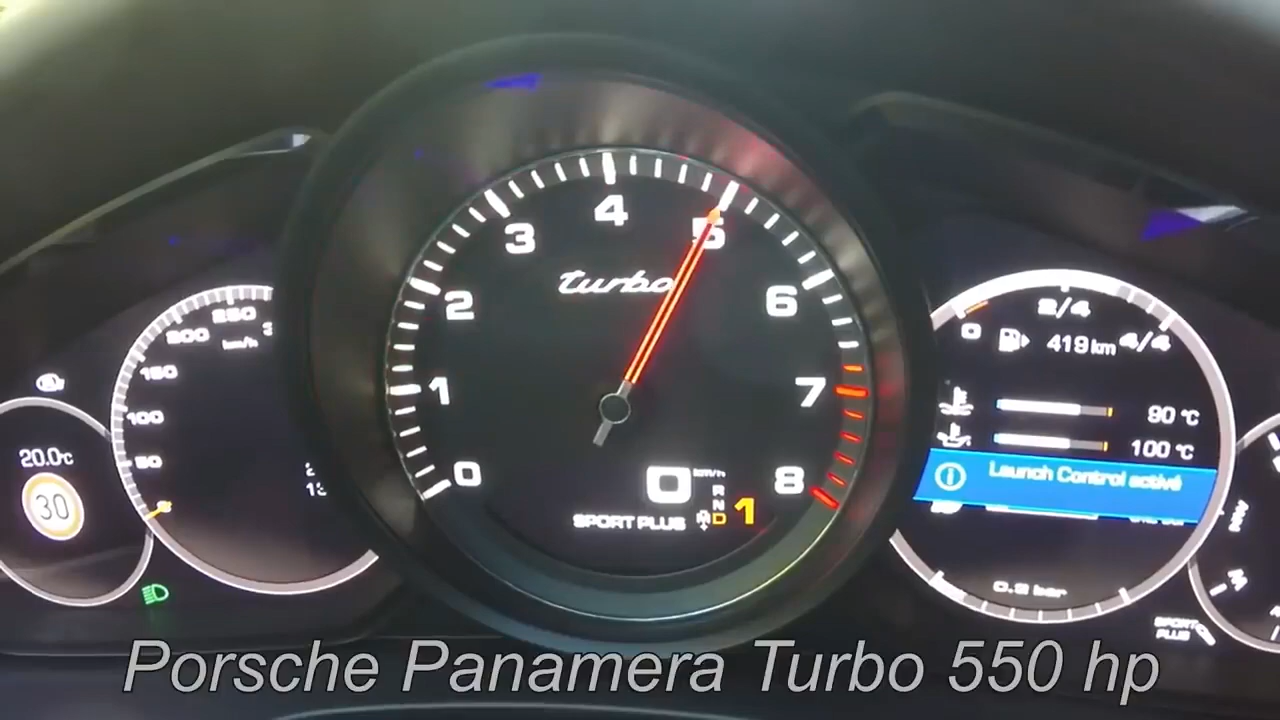 4
3
5
turbo
2
6
1
7
0
8
0 km/h
R
N
D 1
SPORT PLUS
250
200
km/h
150
100
50
20.0°C
30
2/4
0
419 km 4/4
90 °C
100 °C
Launch Control activé
0.2 bar
SPORT
PLUS
Porsche Panamera Turbo 550 hp